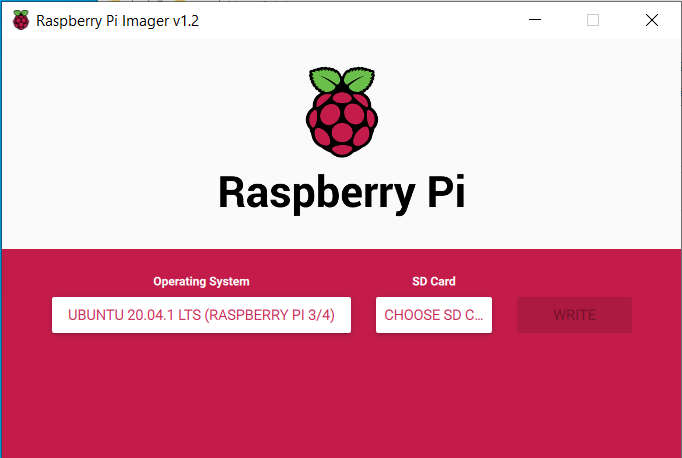 Raspberry Pi Imager v1.2
Raspberry Pi
Operating System
SD Card
UBUNTU 20.04.1 LTS (RASPBERRY PI 3/4)
CHOOSE SD C...
WRITE